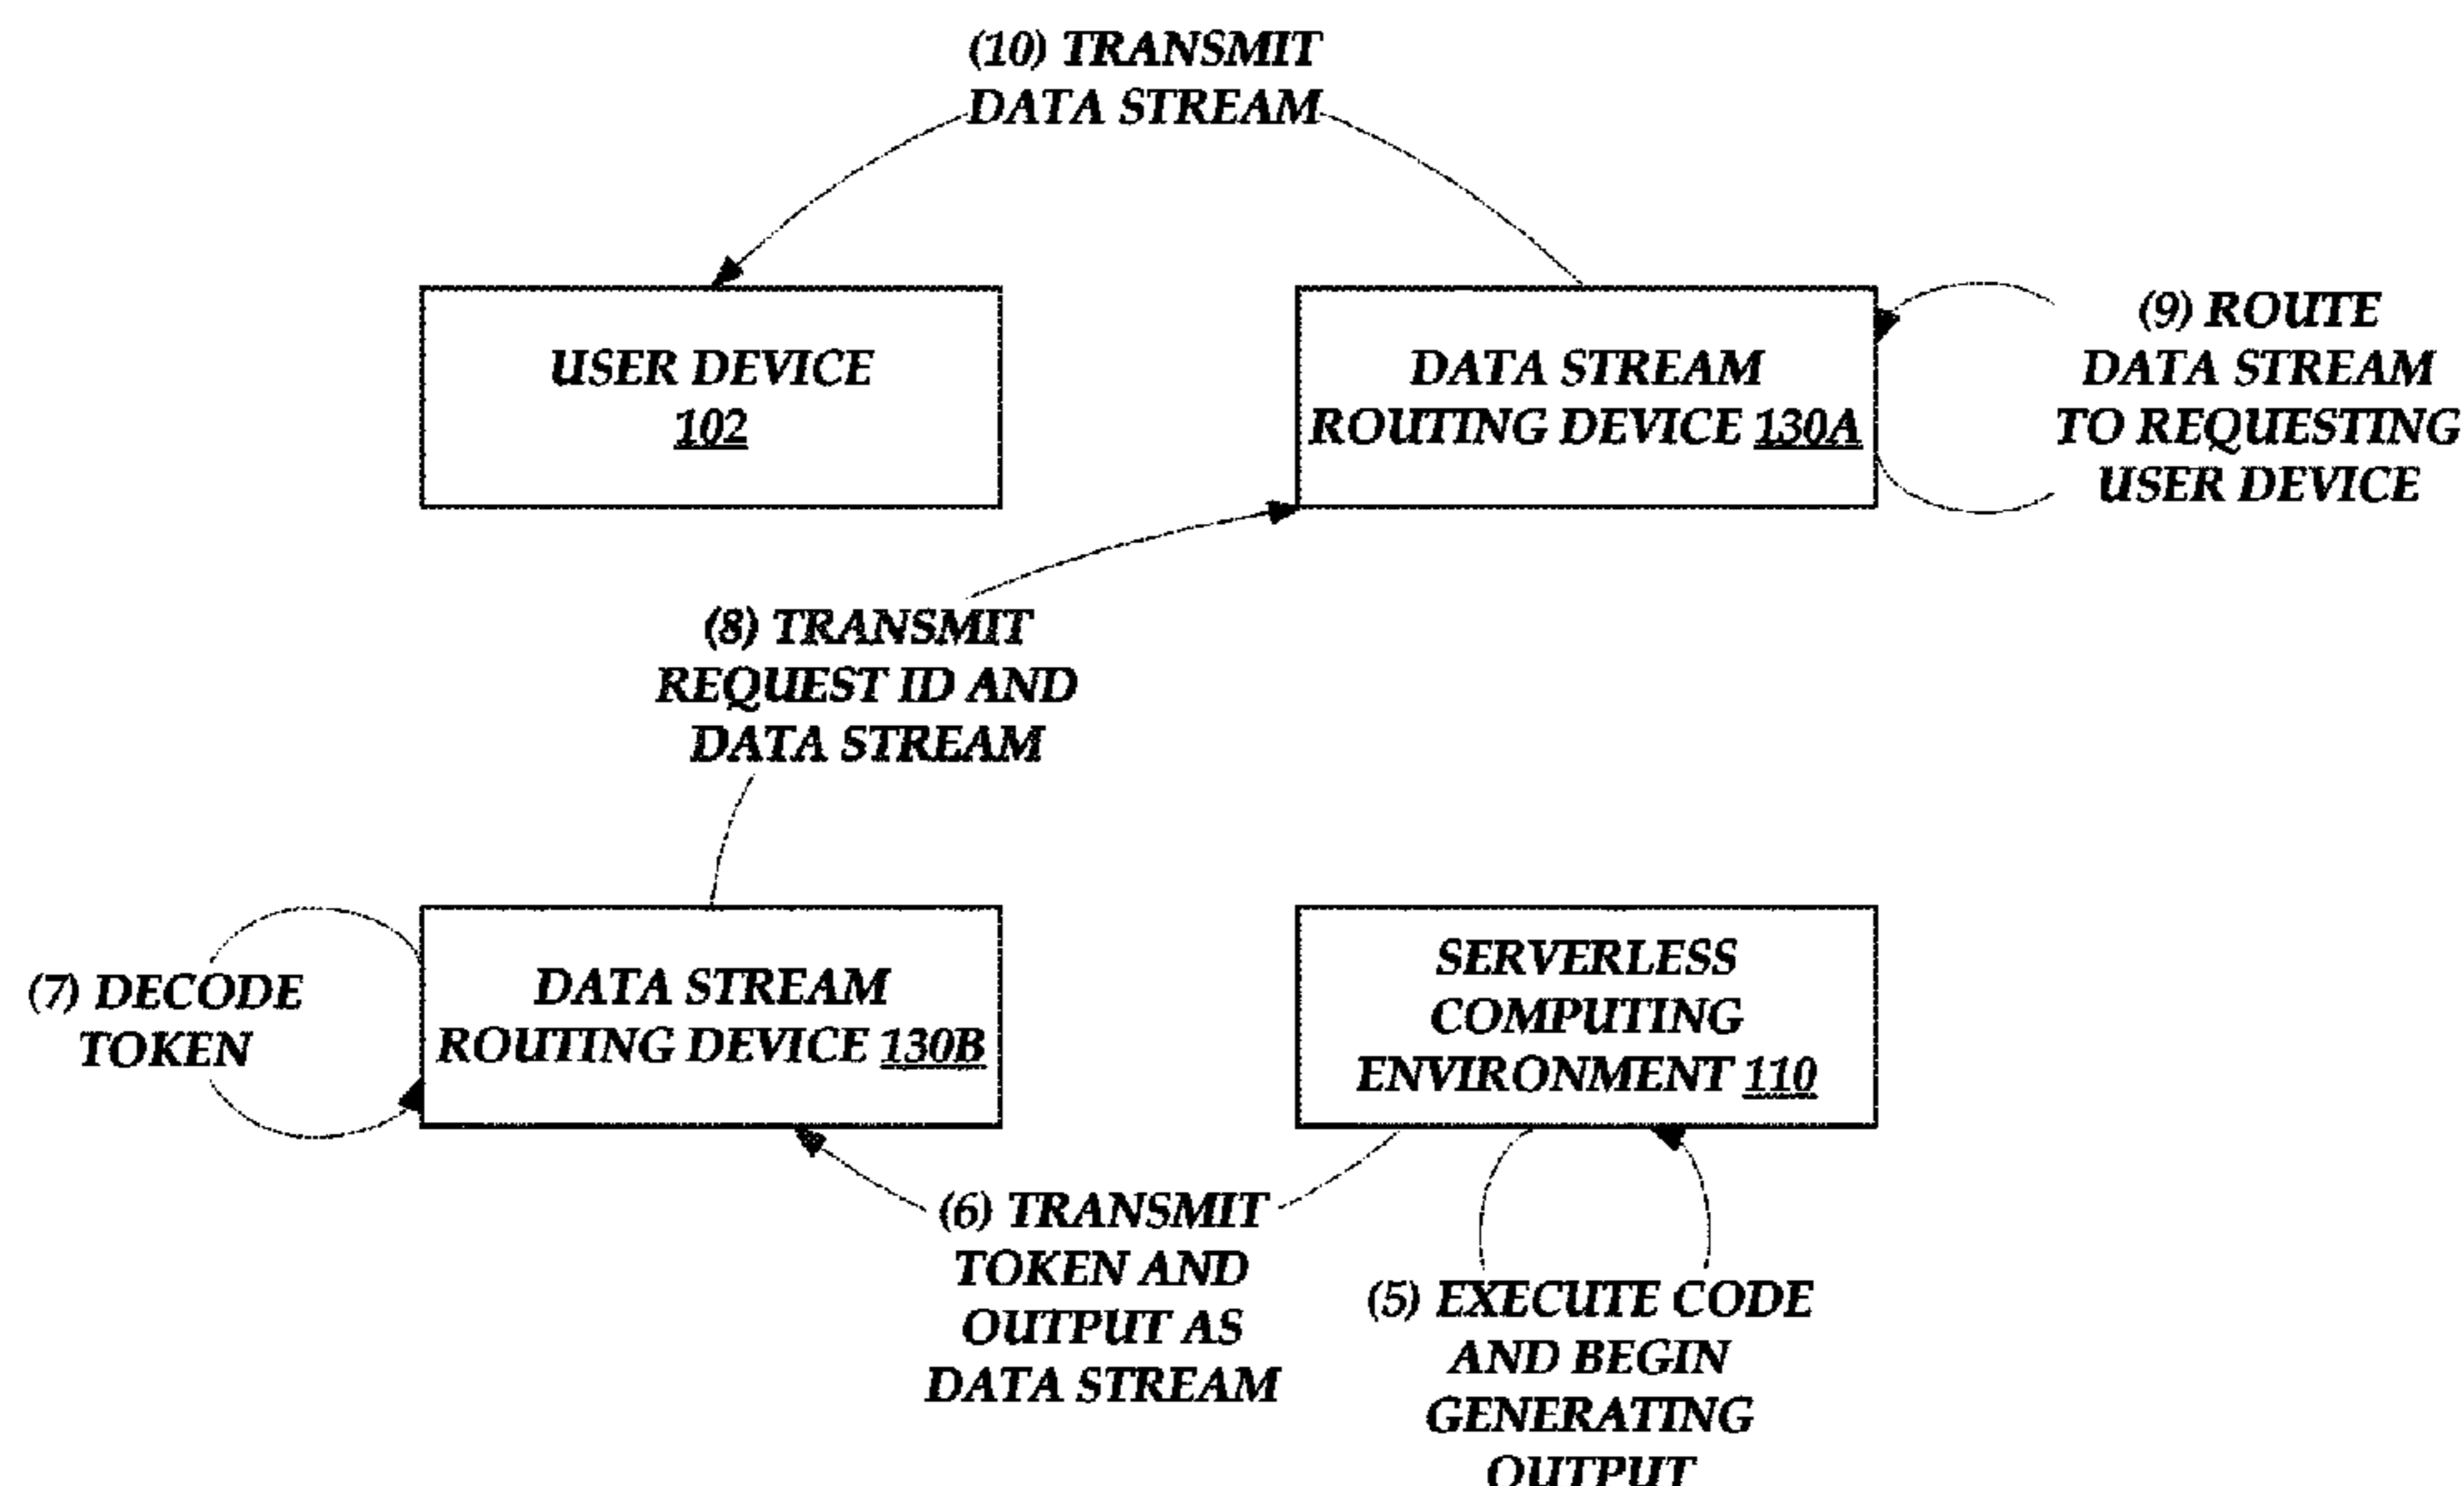 (10) TRANSMIT
DATA STREAM
USER DEVICE
102
DATA STREAM
ROUTING DEVICE 130A
(9) ROUTE
DATA STREAM
TO REQUESTING
USER DEVICE
(8) TRANSMIT
REQUEST ID AND
DATA STREAM
(7) DECODE
TOKEN
DATA STREAM
ROUTING DEVICE 130B
SERVERLESS
COMPUTING
ENVIRONMENT 110
(6) TRANSMIT
TOKEN AND
OUTPUT AS
DATA STREAM
(5) EXECUTE CODE
AND BEGIN
GENERATING
OUTPUT